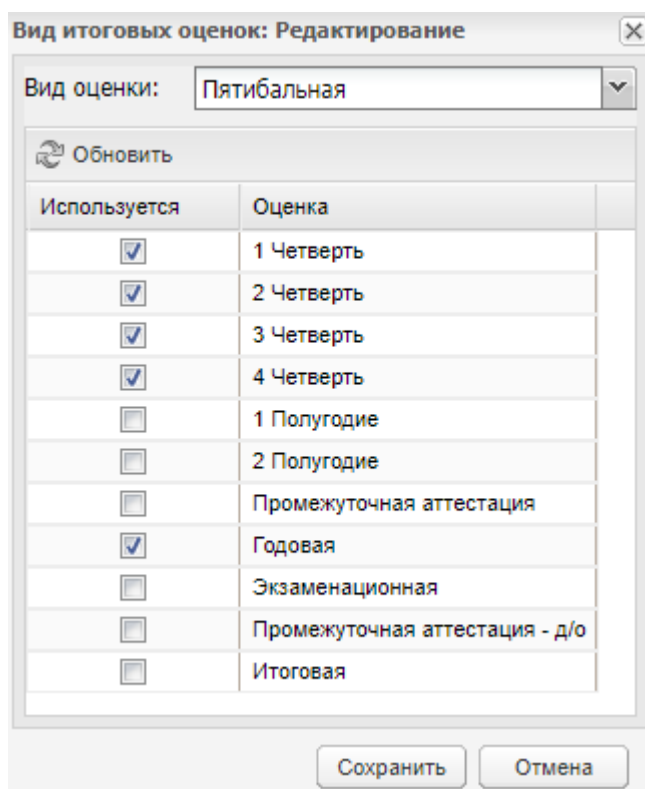 Вид итоговых оценок: Редактирование
Вид оценки: Пятибальная
Обновить
Используется Оценка
1 Четверть
2 Четверть
3 Четверть
4 Четверть
1 Полугодие
2 Полугодие
Промежуточная аттестация
Годовая
Экзаменационная
Промежуточная аттестация - д/о
Итоговая
Сохранить Отмена